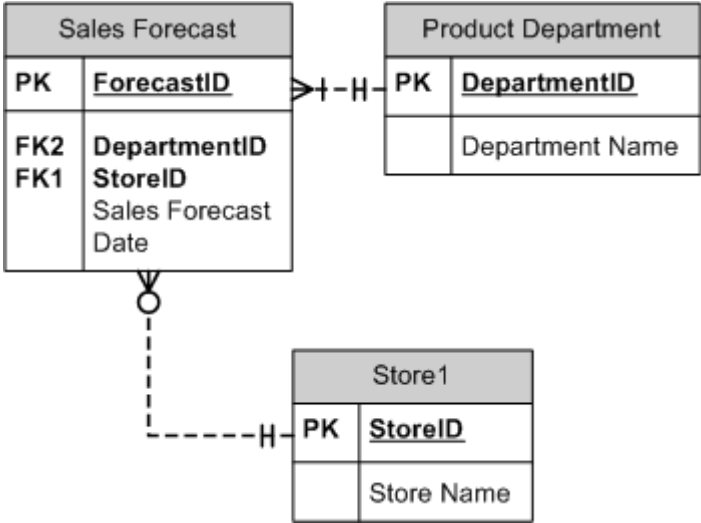 Sales Forecast
PK ForecastID
FK2 DepartmentID
FK1 StoreID
Sales Forecast
Date
Product Department
PK DepartmentID
Department Name
Store1
PK StoreID
Store Name